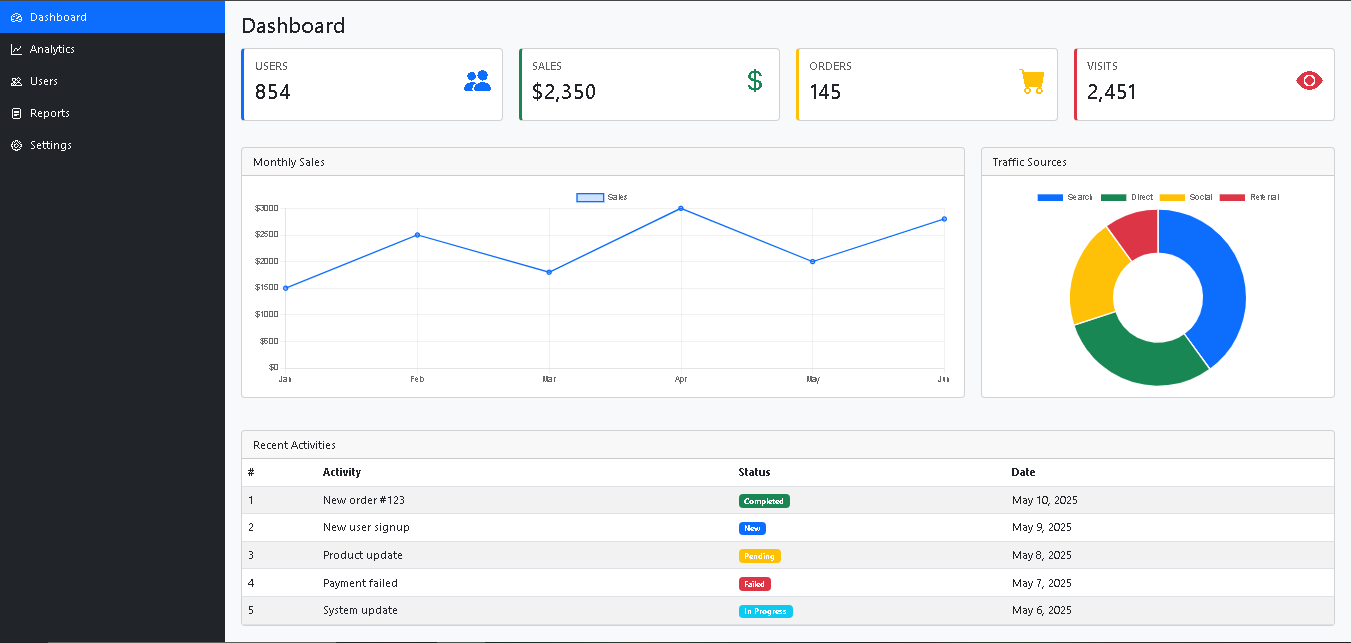 Dashboard
Analytics
Users
Reports
Settings
Dashboard
USERS
854
SALES
$2,350
ORDERS
145
VISITS
2,451
Monthly Sales
Sales
$3000
$2500
$2000
$1500
$1000
$500
$0
Jan Feb Mar Apr May Jun
Traffic Sources
Search Direct Social Referral
Recent Activities
# Activity Status Date
1 New order #123 Completed May 10, 2025
2 New user signup New May 9, 2025
3 Product update Pending May 8, 2025
4 Payment failed Failed May 7, 2025
5 System update In Progress May 6, 2025